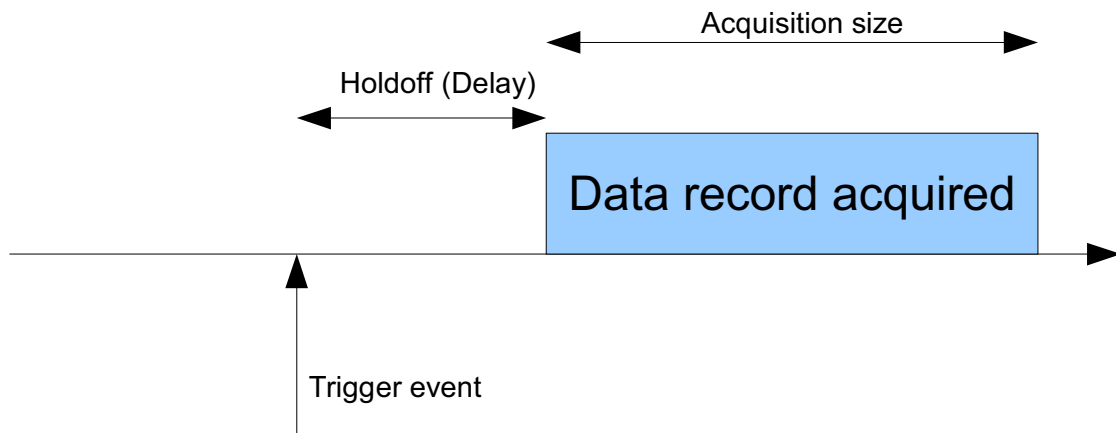 Acquisition size
Holdoff (Delay)
Data record acquired
Trigger event